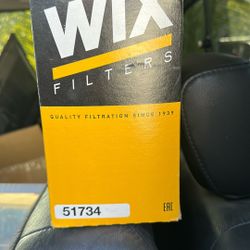 WIX
FILTERS
QUALITY FILTRATION SINCE 1939
51734
EAC